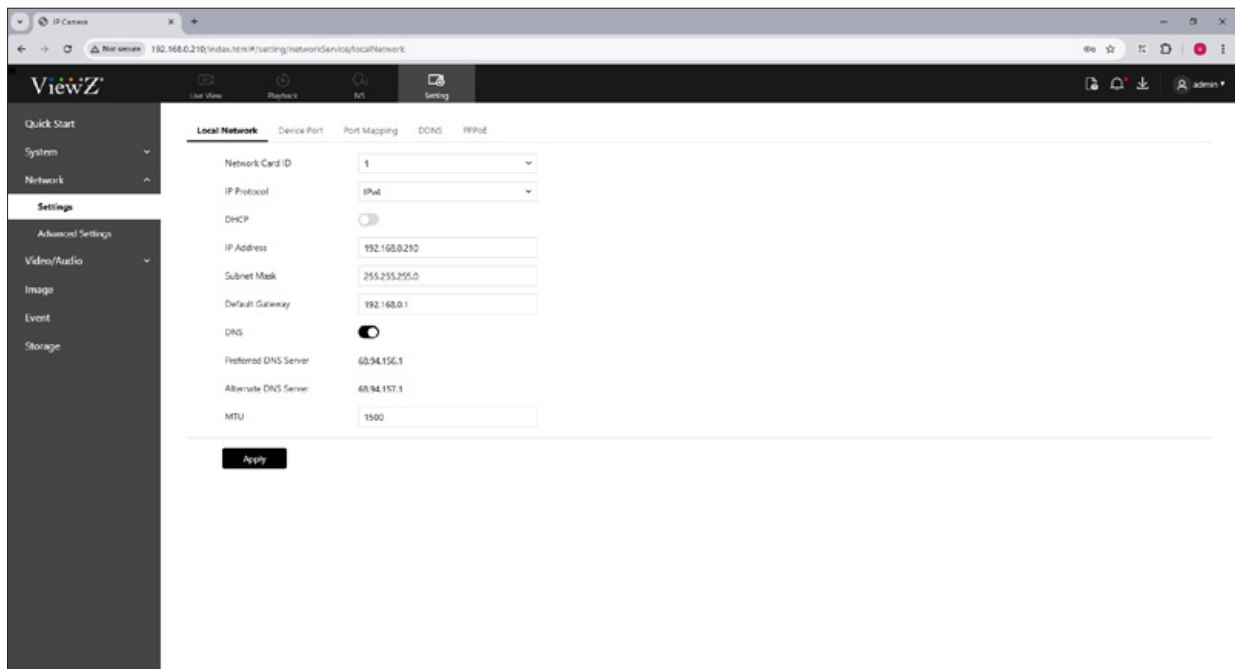 IP Camera
Not secure 192.168.0.210/index.html#/setting/networkService/localNetwork
ViewZ
Live View Playback IVS Setting
admin
Quick Start
System
Network
Settings
Advanced Settings
Video/Audio
Image
Event
Storage
Local Network Device Port Port Mapping DDNS PPPoE
Network Card ID 1
IP Protocol IPv4
DHCP
IP Address 192.168.0.210
Subnet Mask 255.255.255.0
Default Gateway 192.168.0.1
DNS
Preferred DNS Server 68.94.156.1
Alternate DNS Server 68.94.157.1
MTU 1500
Apply